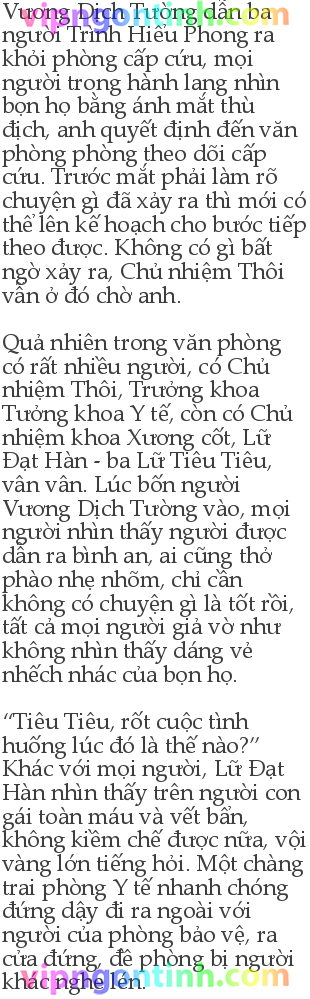 Vương Dịch Tường dẫn ba
vipngontinh.com
người Trình Hiểu Phong ra
khỏi phòng cấp cứu, mọi
người trong hành lang nhìn
bọn họ bằng ánh mắt thù
địch, anh quyết định đến văn
phòng phòng theo dõi cấp
cứu. Trước mắt phải làm rõ
chuyện gì đã xảy ra thì mới có
thể lên kế hoạch cho bước tiếp
theo được. Không có gì bất
ngờ xảy ra, Chủ nhiệm Thôi
vẫn ở đó chờ anh.
Quả nhiên trong văn phòng
có rất nhiều người, có Chủ
nhiệm Thôi, Trưởng khoa
Tưởng khoa Y tế, còn có Chủ
nhiệm khoa Xương cốt, Lữ
Đạt Hàn - ba Lữ Tiêu Tiêu,
vân vân. Lúc bốn người
Vương Dịch Tường vào, mọi
người nhìn thấy người được
dẫn ra bình an, ai cũng thở
phào nhẹ nhõm, chỉ cần
không có chuyện gì là tốt rồi,
tất cả mọi người giả vờ như
không nhìn thấy dáng vẻ
nhếch nhác của bọn họ.
“Tiêu Tiêu, rốt cuộc tình
huống lúc đó là thế nào?”
Khác với mọi người, Lữ Đạt
Hàn nhìn thấy trên người con
gái toàn máu và vết bẩn,
không kiềm chế được nữa, vội
vàng lớn tiếng hỏi. Một chàng
trai phòng Y tế nhanh chóng
đứng dậy đi ra ngoài với
người của phòng bảo vệ, ra
cửa đứng, đề phòng bị người
khác nghe lén.
vipngontinh.com